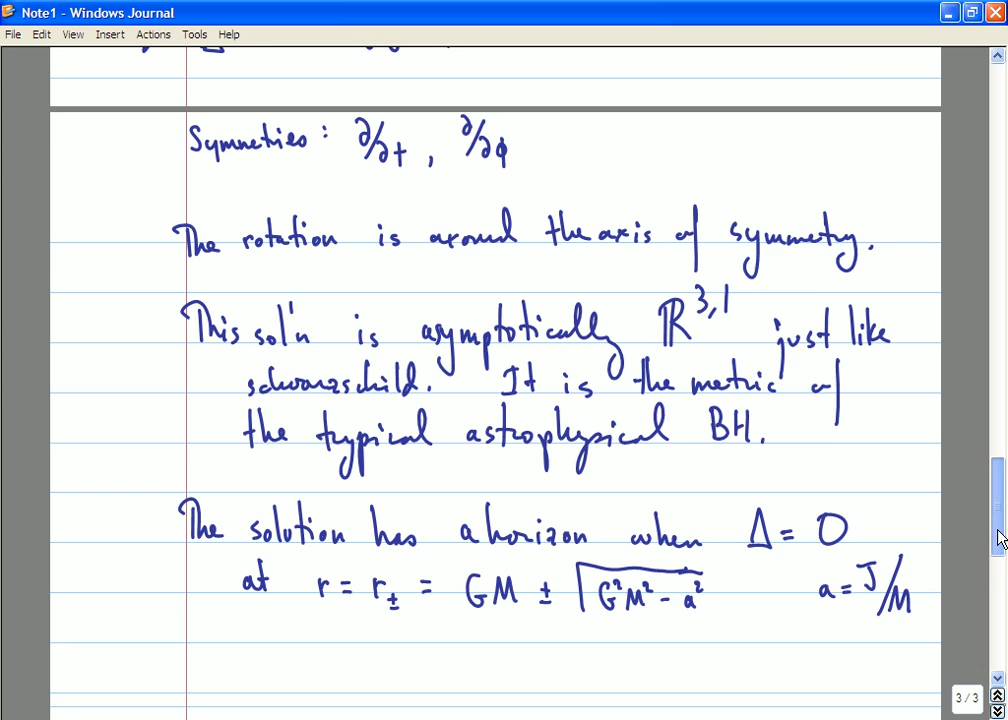 Note1 - Windows Journal
File Edit View Insert Actions Tools Help
Symmetries: ∂/∂t , ∂/∂ϕ
The rotation is around the axis of symmetry.
This sol'n is asymptotically ℝ^{3,1} just like
schwarzschild. It is the metric of
the typical astrophysical BH.
The solution has a horizon when Δ = 0
at r = r_± = GM ± √(G²M² - a²) a = J/M
3 / 3